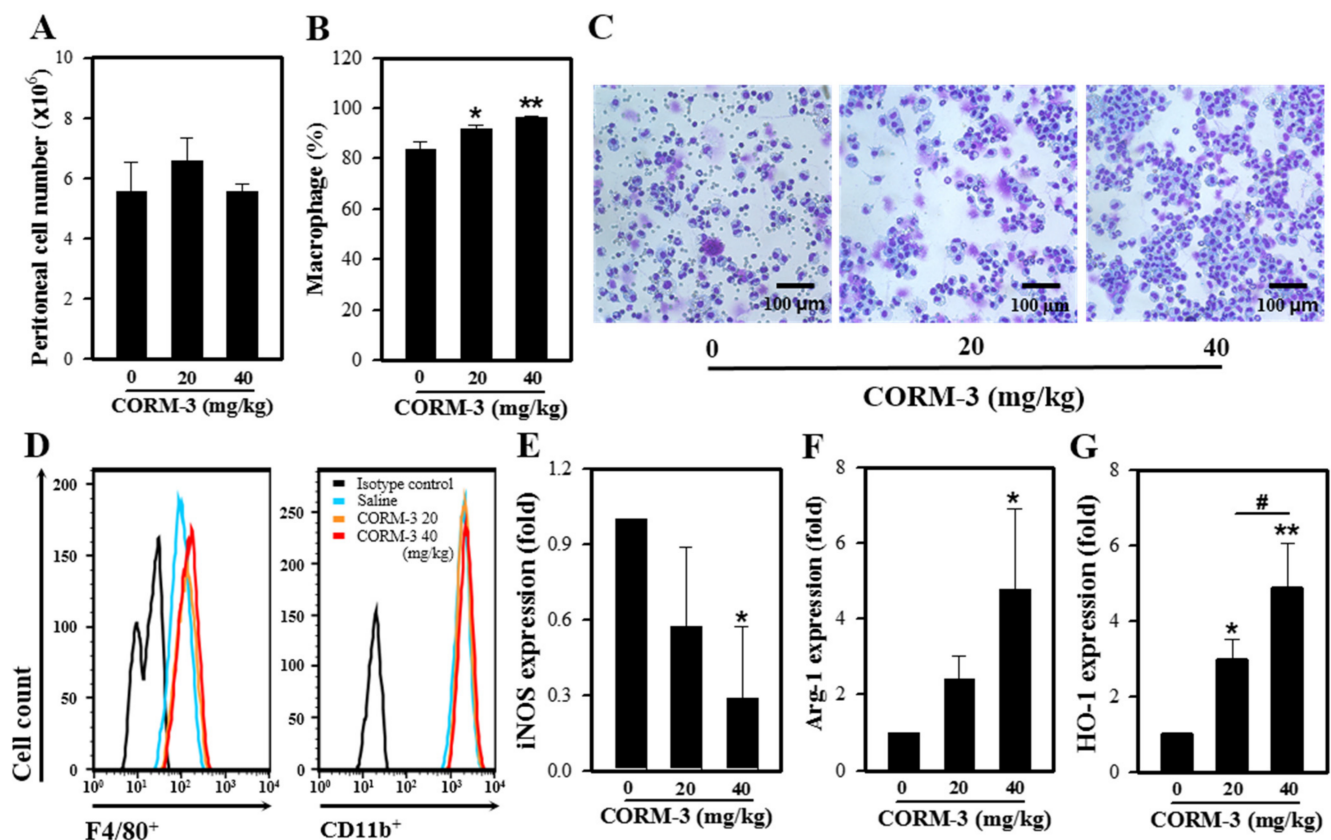 A
Peritoneal cell number (X10⁶)
10
8
6
4
2
0
0 20 40
CORM-3 (mg/kg)
B
Macrophage (%)
120
100
80
60
40
20
0
*
**
0 20 40
CORM-3 (mg/kg)
C
100 μm
100 μm
100 μm
0 20 40
CORM-3 (mg/kg)
D
Cell count
200
150
100
50
0
10⁰ 10¹ 10² 10³ 10⁴
F4/80⁺
250
200
150
100
50
0
Isotype control
Saline
CORM-3 20
CORM-3 40
(mg/kg)
10⁰ 10¹ 10² 10³ 10⁴
CD11b⁺
E
iNOS expression (fold)
1.2
0.9
0.6
0.3
0.0
*
0 20 40
CORM-3 (mg/kg)
F
Arg-1 expression (fold)
8
6
4
2
0
*
0 20 40
CORM-3 (mg/kg)
G
HO-1 expression (fold)
8
6
4
2
0
#
*
**
0 20 40
CORM-3 (mg/kg)